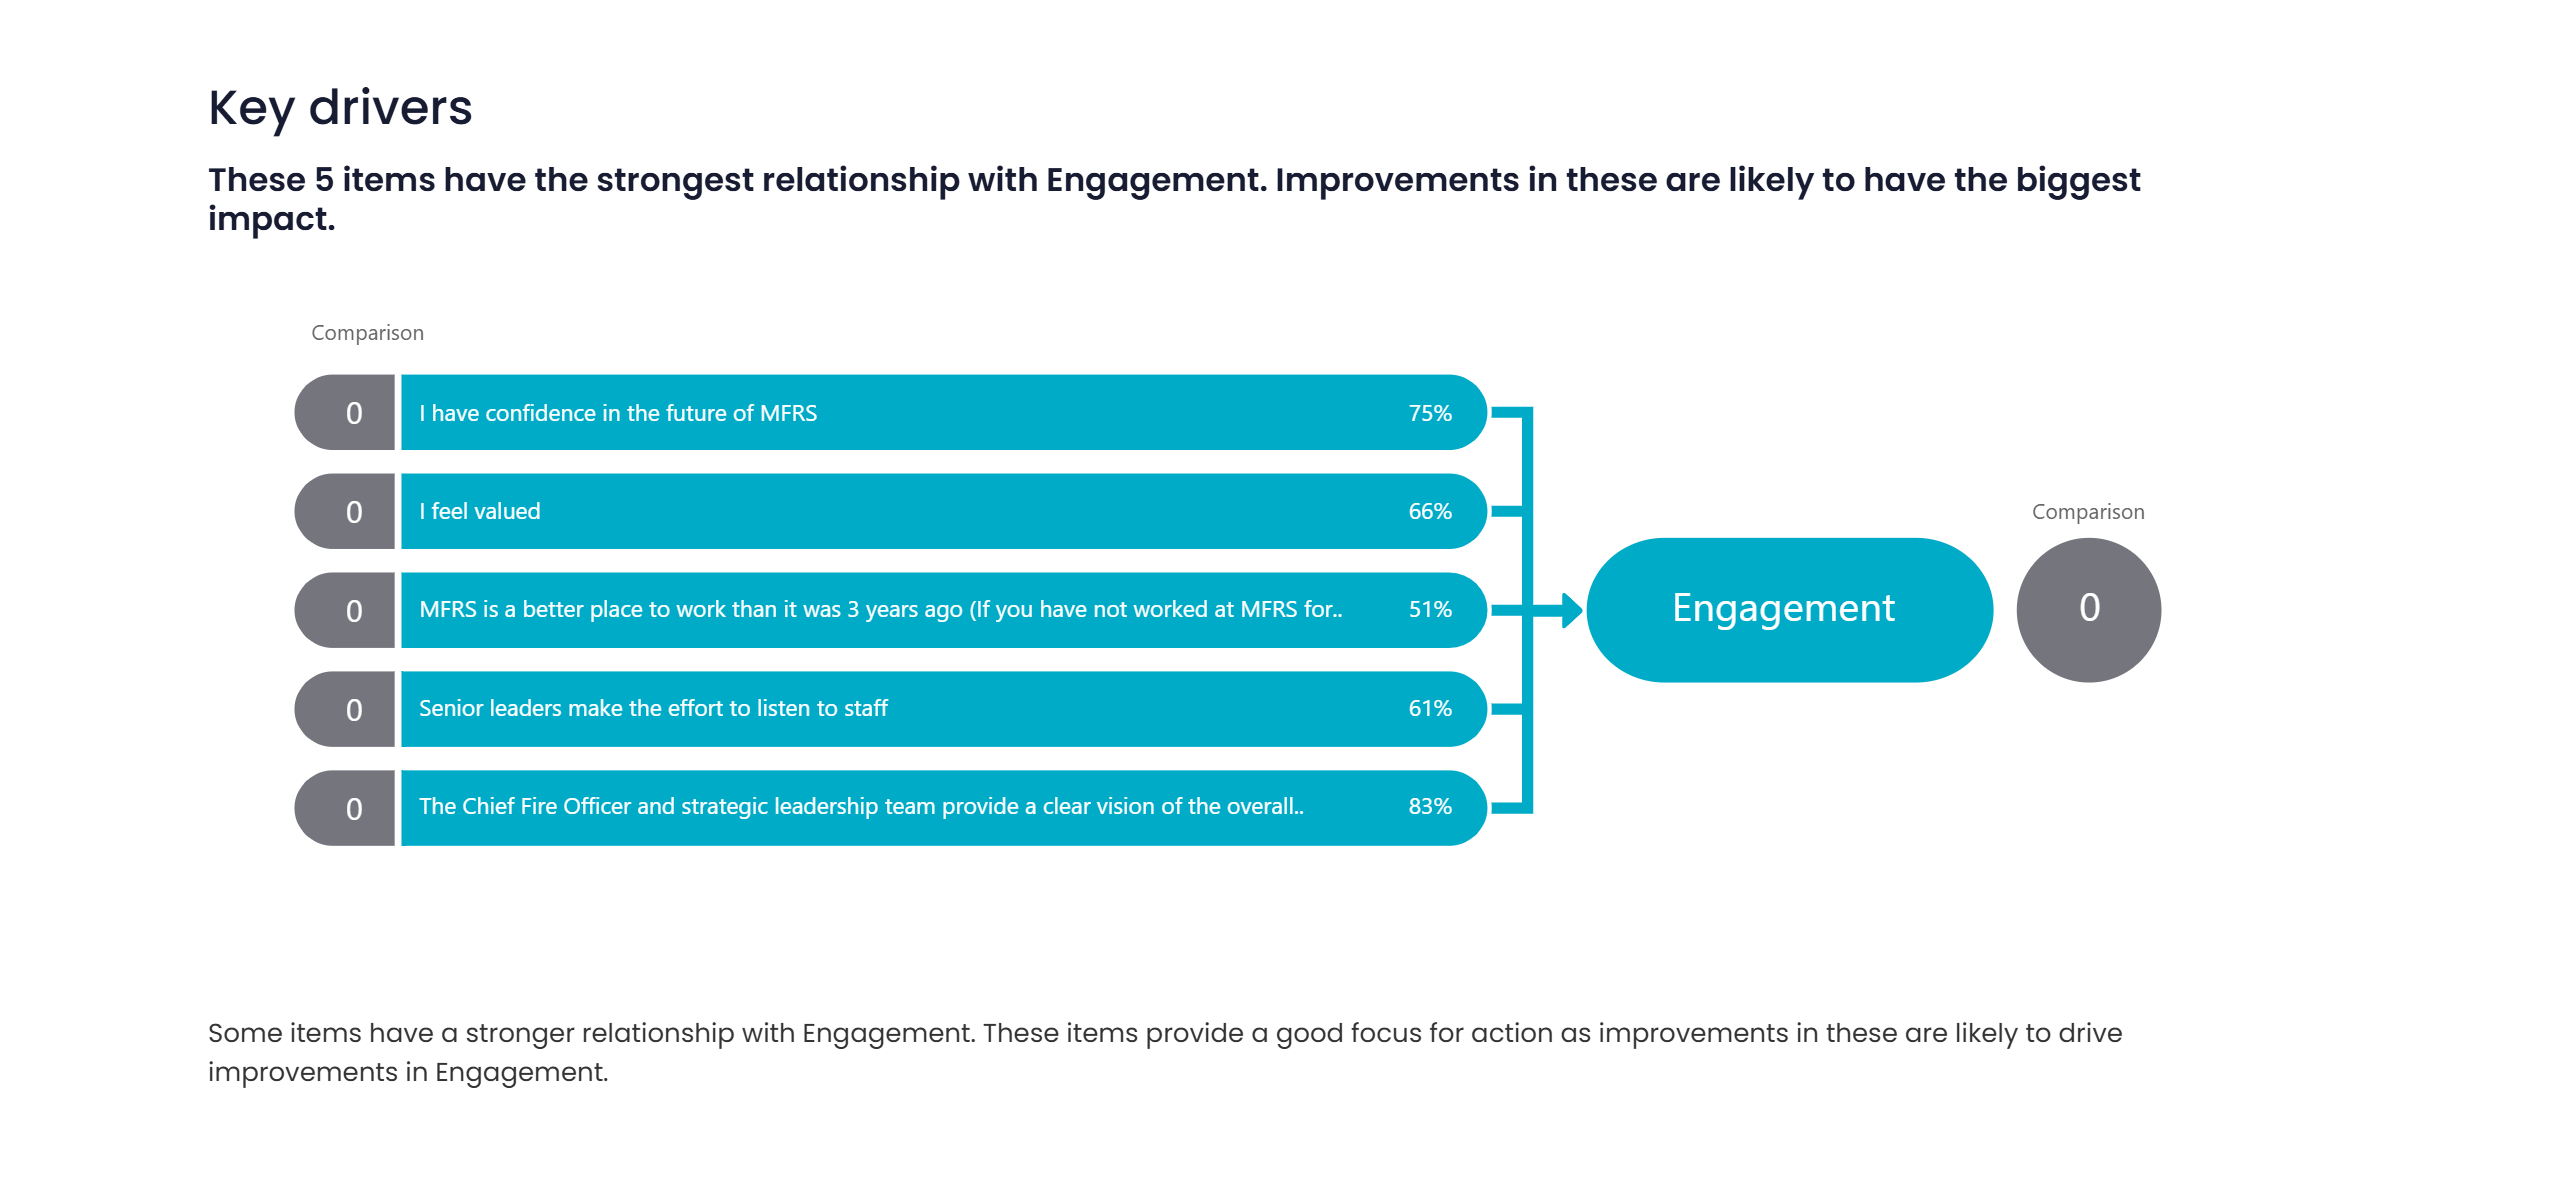 Key drivers
These 5 items have the strongest relationship with Engagement. Improvements in these are likely to have the biggest
impact.
Comparison
0 I have confidence in the future of MFRS 75%
0 I feel valued 66%
0 MFRS is a better place to work than it was 3 years ago (If you have not worked at MFRS for.. 51%
0 Senior leaders make the effort to listen to staff 61%
0 The Chief Fire Officer and strategic leadership team provide a clear vision of the overall.. 83%
Engagement
Comparison
0
Some items have a stronger relationship with Engagement. These items provide a good focus for action as improvements in these are likely to drive
improvements in Engagement.